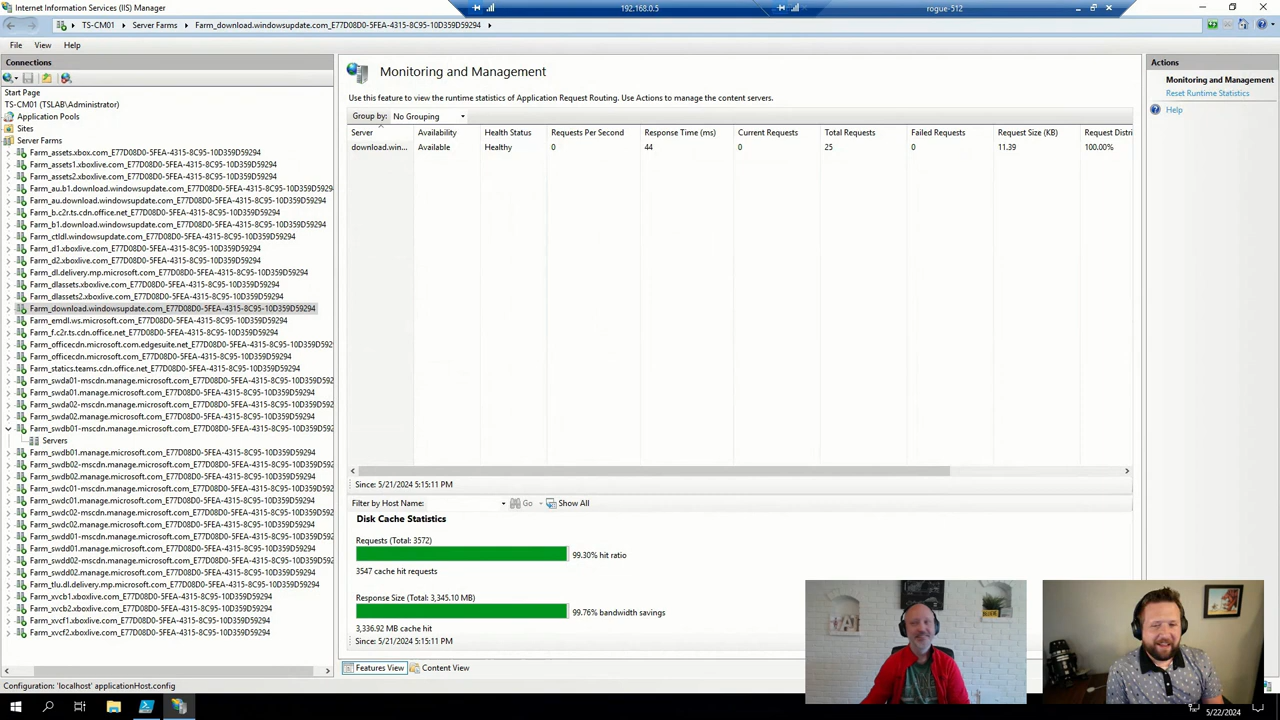 Internet Information Services (IIS) Manager
192.168.0.5
rogue-512
TS-CM01
Server Farms
Farm_download.windowsupdate.com_E77D08D0-5FEA-4315-8C95-10D359D59294
File View Help
Connections
Start Page
TS-CM01 (TSLAB\Administrator)
Application Pools
Sites
Server Farms
Farm_assets.xbox.com_E77D08D0-5FEA-4315-8C95-10D359D59294
Farm_assets1.xboxlive.com_E77D08D0-5FEA-4315-8C95-10D359D59294
Farm_assets2.xboxlive.com_E77D08D0-5FEA-4315-8C95-10D359D59294
Farm_au.b1.download.windowsupdate.com_E77D08D0-5FEA-4315-8C95-10D359D5929
Farm_au.download.windowsupdate.com_E77D08D0-5FEA-4315-8C95-10D359D59294
Farm_b.c2r.ts.cdn.office.net_E77D08D0-5FEA-4315-8C95-10D359D59294
Farm_b1.download.windowsupdate.com_E77D08D0-5FEA-4315-8C95-10D359D59294
Farm_ctldl.windowsupdate.com_E77D08D0-5FEA-4315-8C95-10D359D59294
Farm_d1.xboxlive.com_E77D08D0-5FEA-4315-8C95-10D359D59294
Farm_d2.xboxlive.com_E77D08D0-5FEA-4315-8C95-10D359D59294
Farm_dl.delivery.mp.microsoft.com_E77D08D0-5FEA-4315-8C95-10D359D59294
Farm_dlassets.xboxlive.com_E77D08D0-5FEA-4315-8C95-10D359D59294
Farm_dlassets2.xboxlive.com_E77D08D0-5FEA-4315-8C95-10D359D59294
Farm_download.windowsupdate.com_E77D08D0-5FEA-4315-8C95-10D359D59294
Farm_emdl.ws.microsoft.com_E77D08D0-5FEA-4315-8C95-10D359D59294
Farm_f.c2r.ts.cdn.office.net_E77D08D0-5FEA-4315-8C95-10D359D59294
Farm_officecdn.microsoft.com.edgesuite.net_E77D08D0-5FEA-4315-8C95-10D359D5
Farm_officecdn.microsoft.com_E77D08D0-5FEA-4315-8C95-10D359D59294
Farm_statics.teams.cdn.office.net_E77D08D0-5FEA-4315-8C95-10D359D59294
Farm_swda01-mscdn.manage.microsoft.com_E77D08D0-5FEA-4315-8C95-10D359D5
Farm_swda01.manage.microsoft.com_E77D08D0-5FEA-4315-8C95-10D359D59294
Farm_swda02-mscdn.manage.microsoft.com_E77D08D0-5FEA-4315-8C95-10D359D5
Farm_swda02.manage.microsoft.com_E77D08D0-5FEA-4315-8C95-10D359D59294
Farm_swdb01-mscdn.manage.microsoft.com_E77D08D0-5FEA-4315-8C95-10D359D5
Servers
Farm_swdb01.manage.microsoft.com_E77D08D0-5FEA-4315-8C95-10D359D59294
Farm_swdb02-mscdn.manage.microsoft.com_E77D08D0-5FEA-4315-8C95-10D359D5
Farm_swdb02.manage.microsoft.com_E77D08D0-5FEA-4315-8C95-10D359D59294
Farm_swdc01-mscdn.manage.microsoft.com_E77D08D0-5FEA-4315-8C95-10D359D5
Farm_swdc01.manage.microsoft.com_E77D08D0-5FEA-4315-8C95-10D359D59294
Farm_swdc02-mscdn.manage.microsoft.com_E77D08D0-5FEA-4315-8C95-10D359D5
Farm_swdc02.manage.microsoft.com_E77D08D0-5FEA-4315-8C95-10D359D59294
Farm_swdd01-mscdn.manage.microsoft.com_E77D08D0-5FEA-4315-8C95-10D359D5
Farm_swdd01.manage.microsoft.com_E77D08D0-5FEA-4315-8C95-10D359D59294
Farm_swdd02-mscdn.manage.microsoft.com_E77D08D0-5FEA-4315-8C95-10D359D5
Farm_swdd02.manage.microsoft.com_E77D08D0-5FEA-4315-8C95-10D359D59294
Farm_tlu.dl.delivery.mp.microsoft.com_E77D08D0-5FEA-4315-8C95-10D359D59294
Farm_xvcb1.xboxlive.com_E77D08D0-5FEA-4315-8C95-10D359D59294
Farm_xvcb2.xboxlive.com_E77D08D0-5FEA-4315-8C95-10D359D59294
Farm_xvcf1.xboxlive.com_E77D08D0-5FEA-4315-8C95-10D359D59294
Farm_xvcf2.xboxlive.com_E77D08D0-5FEA-4315-8C95-10D359D59294
Monitoring and Management
Use this feature to view the runtime statistics of Application Request Routing. Use Actions to manage the content servers.
Group by: No Grouping
Server Availability Health Status Requests Per Second Response Time (ms) Current Requests Total Requests Failed Requests Request Size (KB) Request Distri
download.win... Available Healthy 0 44 0 25 0 11.39 100.00%
Since: 5/21/2024 5:15:11 PM
Filter by Host Name: Go Show All
Disk Cache Statistics
Requests (Total: 3572)
99.30% hit ratio
3547 cache hit requests
Response Size (Total: 3,345.10 MB)
99.76% bandwidth savings
3,336.92 MB cache hit
Since: 5/21/2024 5:15:11 PM
Features View Content View
Actions
Monitoring and Management
Reset Runtime Statistics
Help
Configuration: 'localhost' applicationHost.config
5/22/2024